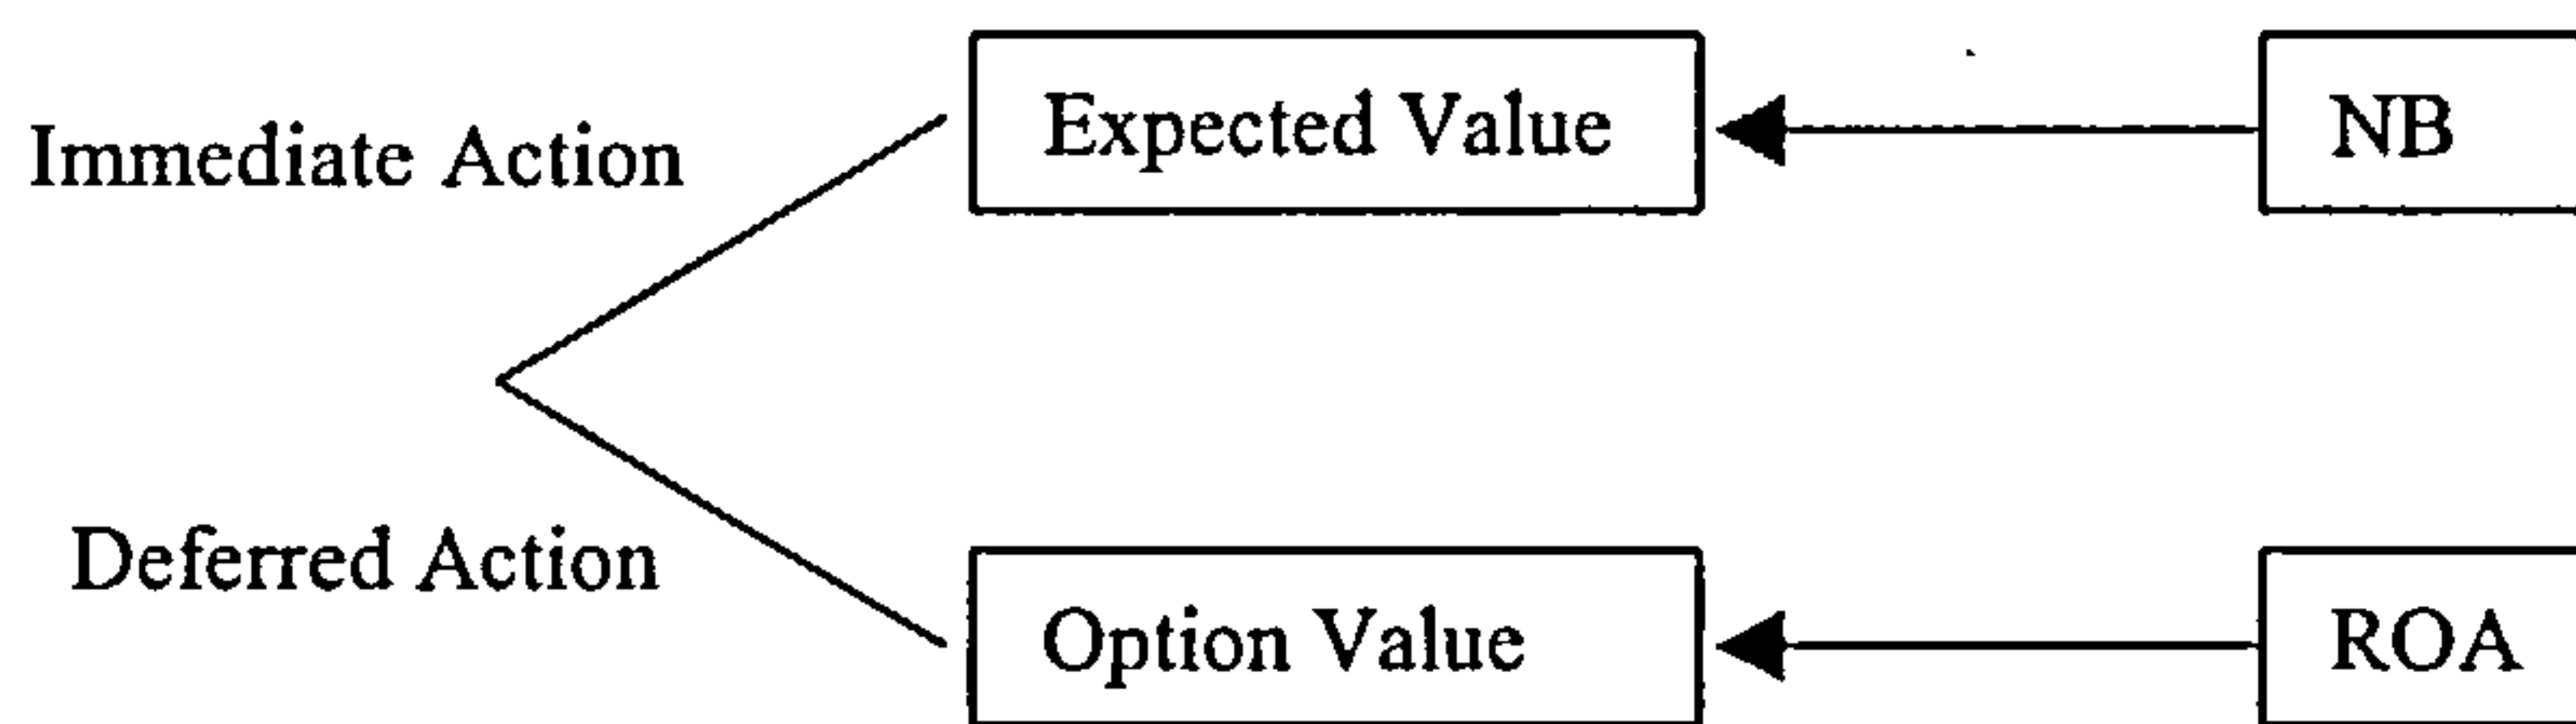 Immediate Action
Expected Value
NB
Deferred Action
Option Value
ROA